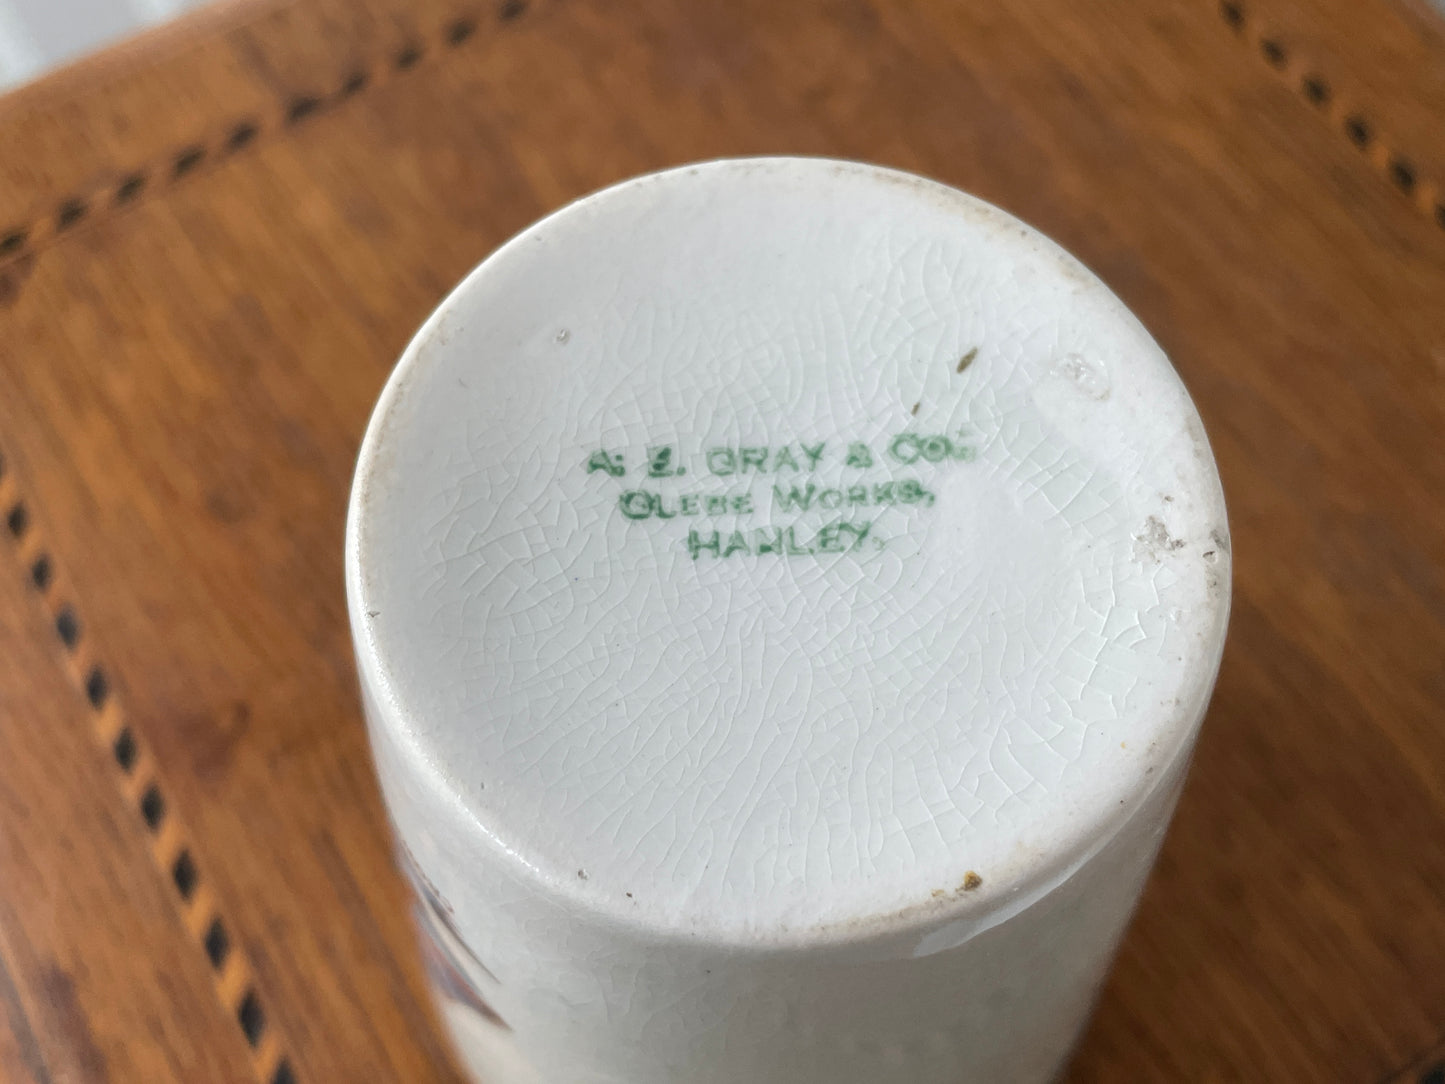 A. E. GRAY & CO.
GLEBE WORKS,
HANLEY.